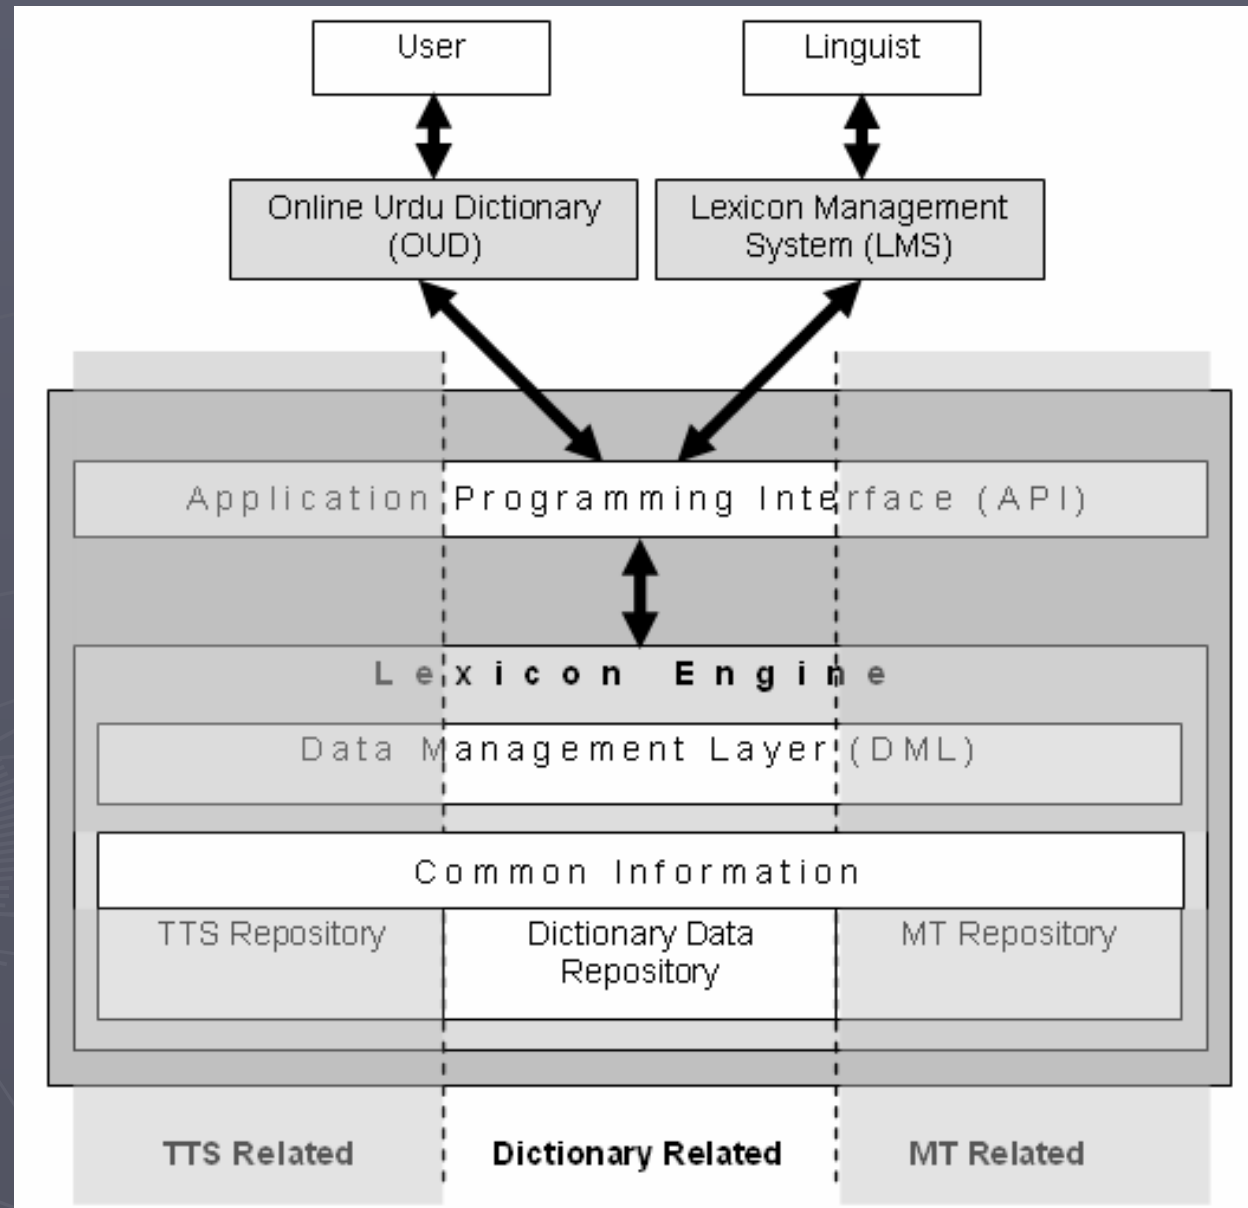 User
Linguist
Online Urdu Dictionary
(OUD)
Lexicon Management
System (LMS)
Application Programming Interface (API)
Lexicon Engine
Data Management Layer (DML)
Common Information
TTS Repository
Dictionary Data
Repository
MT Repository
TTS Related
Dictionary Related
MT Related